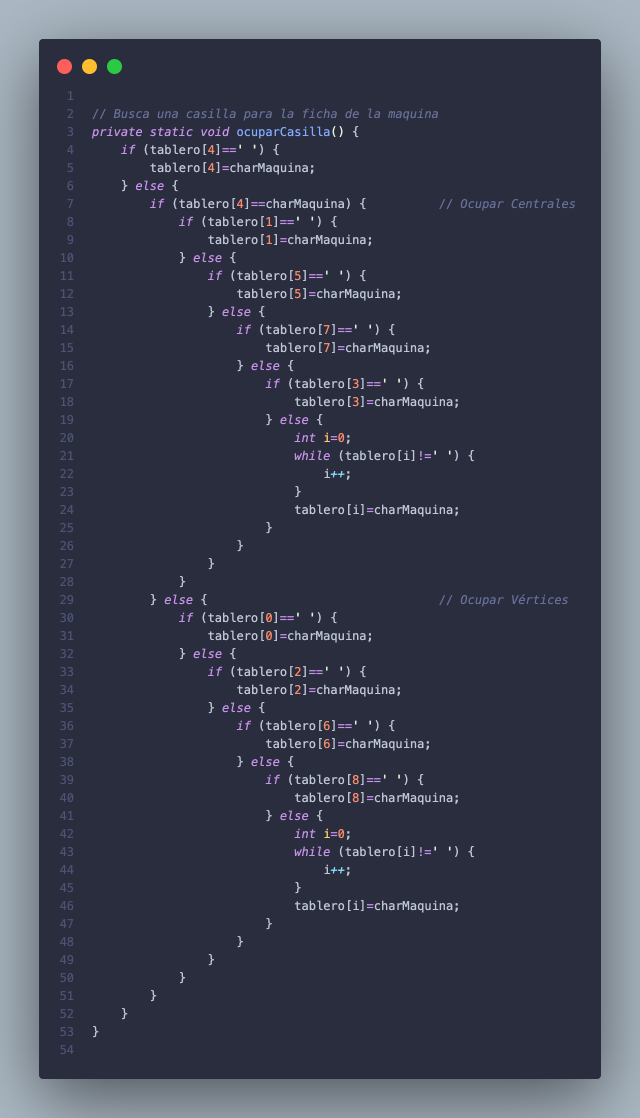 1
2 // Busca una casilla para la ficha de la maquina
3 private static void ocuparCasilla() {
4     if (tablero[4]==' ') {
5         tablero[4]=charMaquina;
6     } else {
7         if (tablero[4]==charMaquina) {          // Ocupar Centrales
8             if (tablero[1]==' ') {
9                 tablero[1]=charMaquina;
10             } else {
11                 if (tablero[5]==' ') {
12                     tablero[5]=charMaquina;
13                 } else {
14                     if (tablero[7]==' ') {
15                         tablero[7]=charMaquina;
16                     } else {
17                         if (tablero[3]==' ') {
18                             tablero[3]=charMaquina;
19                         } else {
20                             int i=0;
21                             while (tablero[i]!=' ') {
22                                 i++;
23                             }
24                             tablero[i]=charMaquina;
25                         }
26                     }
27                 }
28             }
29         } else {                                // Ocupar Vértices
30             if (tablero[0]==' ') {
31                 tablero[0]=charMaquina;
32             } else {
33                 if (tablero[2]==' ') {
34                     tablero[2]=charMaquina;
35                 } else {
36                     if (tablero[6]==' ') {
37                         tablero[6]=charMaquina;
38                     } else {
39                         if (tablero[8]==' ') {
40                             tablero[8]=charMaquina;
41                         } else {
42                             int i=0;
43                             while (tablero[i]!=' ') {
44                                 i++;
45                             }
46                             tablero[i]=charMaquina;
47                         }
48                     }
49                 }
50             }
51         }
52     }
53 }
54